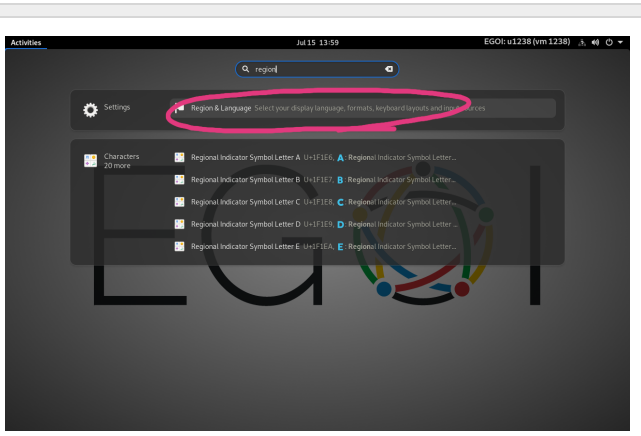 Activities
Jul 15 13:59
EGOI: u1238 (vm1238)
region
Settings
Region & Language Select your display language, formats, keyboard layouts and input sources
Characters
20 more
Regional Indicator Symbol Letter A U+1F1E6, A: Regional Indicator Symbol Letter…
Regional Indicator Symbol Letter B U+1F1E7, B: Regional Indicator Symbol Letter…
Regional Indicator Symbol Letter C U+1F1E8, C: Regional Indicator Symbol Letter…
Regional Indicator Symbol Letter D U+1F1E9, D: Regional Indicator Symbol Letter…
Regional Indicator Symbol Letter E U+1F1EA, E: Regional Indicator Symbol Letter…
EGOI